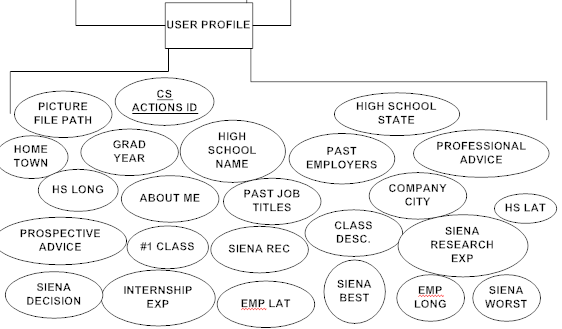 USER PROFILE
CS
ACTIONS ID
PICTURE
FILE PATH
HIGH SCHOOL
STATE
HOME
TOWN
GRAD
YEAR
HIGH
SCHOOL
NAME
PAST
EMPLOYERS
PROFESSIONAL
ADVICE
HS LONG
ABOUT ME
PAST JOB
TITLES
COMPANY
CITY
HS LAT
PROSPECTIVE
ADVICE
#1 CLASS
SIENA REC
CLASS
DESC.
SIENA
RESEARCH
EXP
SIENA
DECISION
INTERNSHIP
EXP
EMP LAT
SIENA
BEST
EMP
LONG
SIENA
WORST